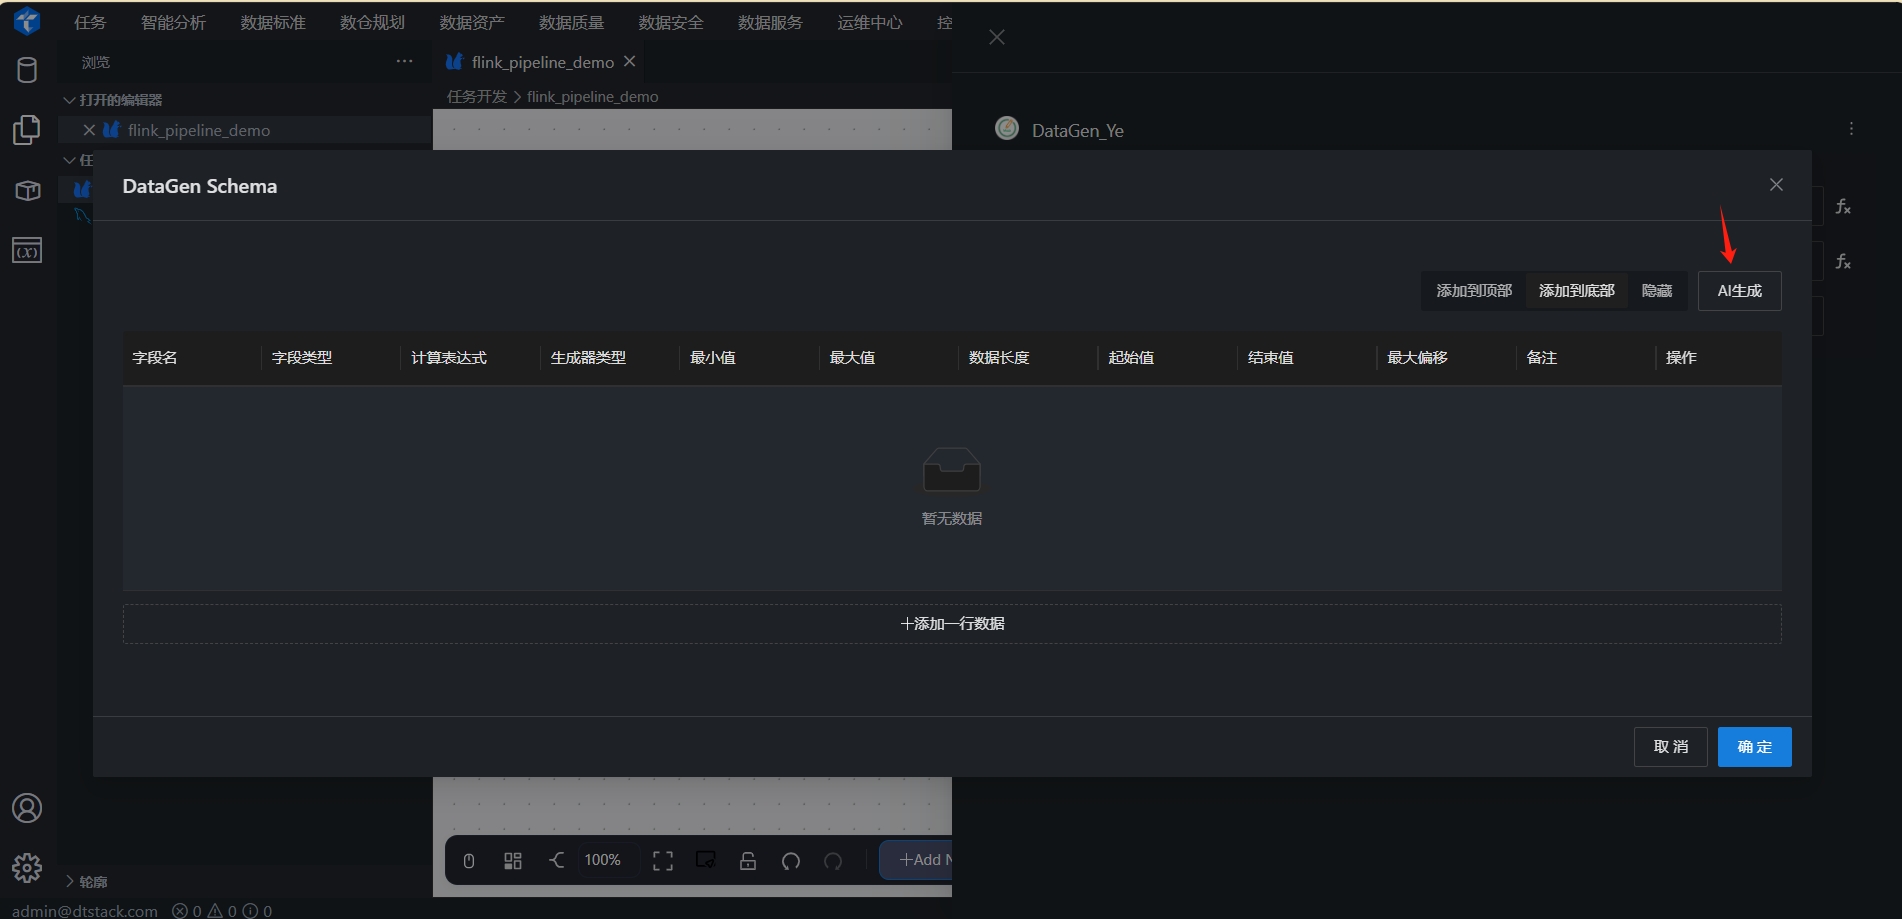 任务 智能分析 数据标准 数仓规划 数据资产 数据质量 数据安全 数据服务 运维中心 控
浏览 ···
flink_pipeline_demo
打开的编辑器
任务开发 > flink_pipeline_demo
flink_pipeline_demo
DataGen_Ye
任
DataGen Schema
添加到顶部 添加到底部 隐藏 AI生成
字段名 字段类型 计算表达式 生成器类型 最小值 最大值 数据长度 起始值 结束值 最大偏移 备注 操作
暂无数据
+添加一行数据
取 消 确 定
100% +Add N
轮廓
admin@dtstack.com 0 0 0